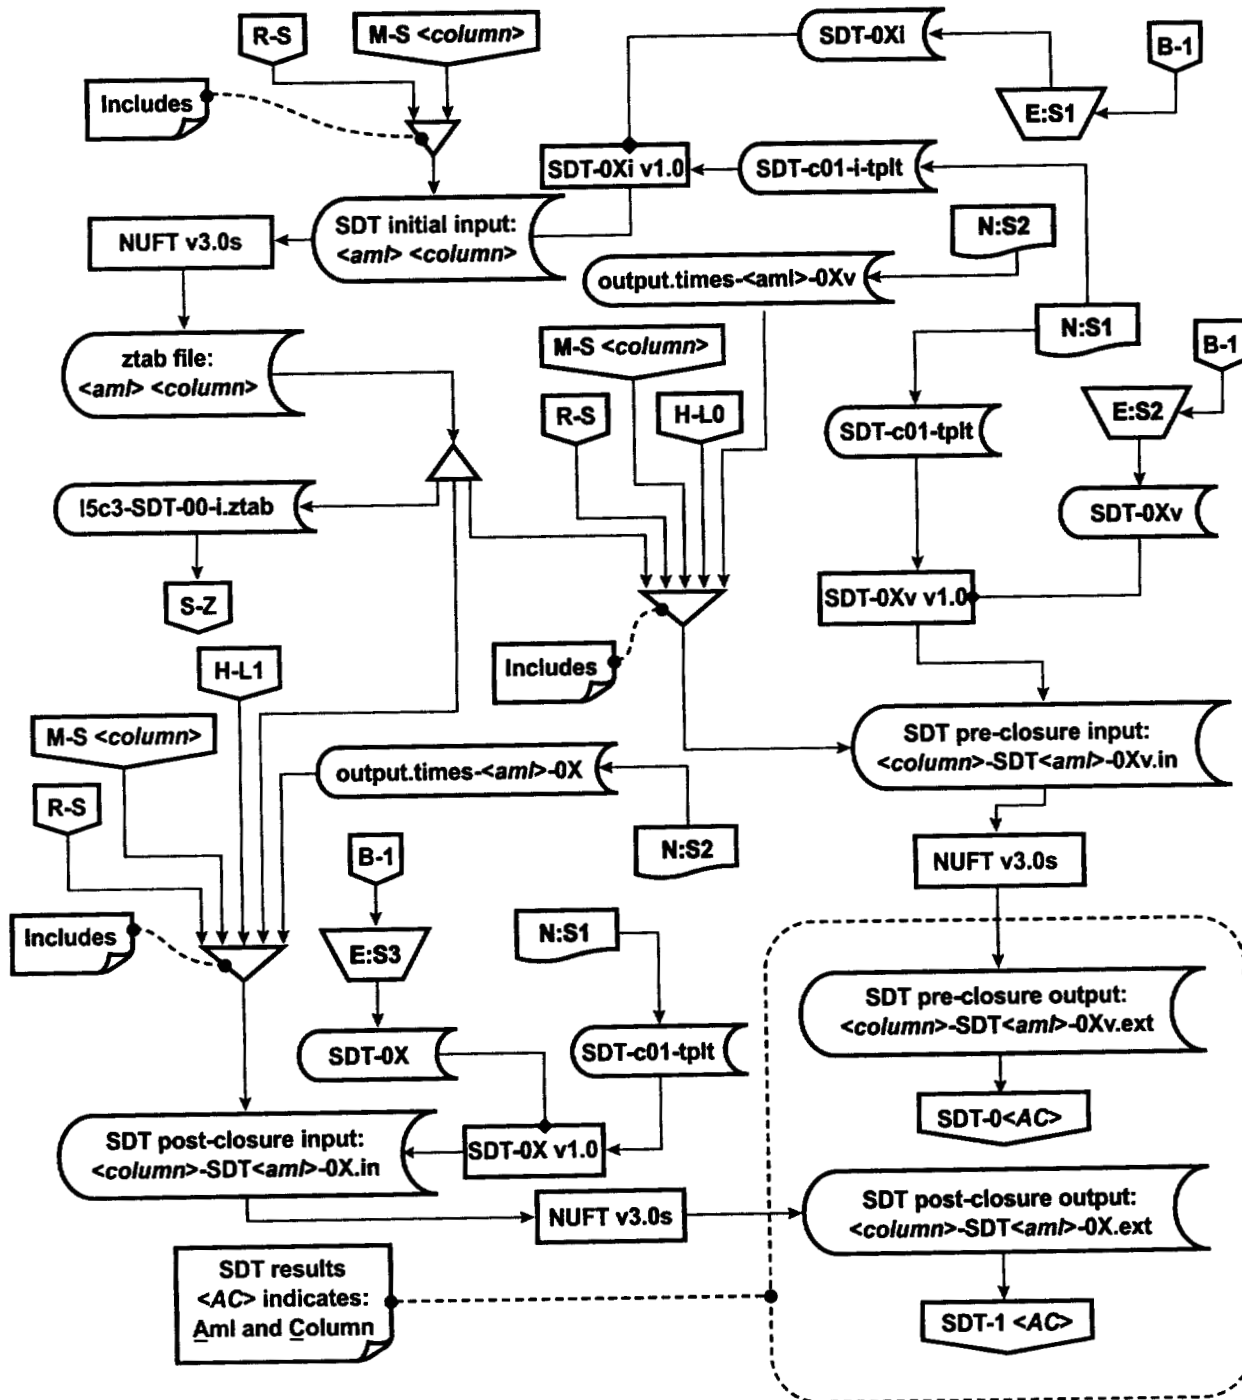 R-S
M-S <column>
SDT-0Xi
B-1
Includes
E:S1
SDT-0Xi v1.0
SDT-c01-i-tplt
SDT initial input:
<aml> <column>
NUFT v3.0s
N:S2
output.times-<aml>-0Xv
N:S1
ztab file:
<aml> <column>
M-S <column>
B-1
R-S
H-L0
E:S2
SDT-c01-tplt
l5c3-SDT-00-i.ztab
SDT-0Xv
S-Z
SDT-0Xv v1.0
H-L1
Includes
M-S <column>
SDT pre-closure input:
<column>-SDT<aml>-0Xv.in
output.times-<aml>-0X
R-S
B-1
N:S2
NUFT v3.0s
Includes
E:S3
N:S1
SDT pre-closure output:
<column>-SDT<aml>-0Xv.ext
SDT-0X
SDT-c01-tplt
SDT-0<AC>
SDT post-closure input:
<column>-SDT<aml>-0X.in
SDT-0X v1.0
NUFT v3.0s
SDT post-closure output:
<column>-SDT<aml>-0X.ext
SDT results
<AC> indicates:
Aml and Column
SDT-1 <AC>